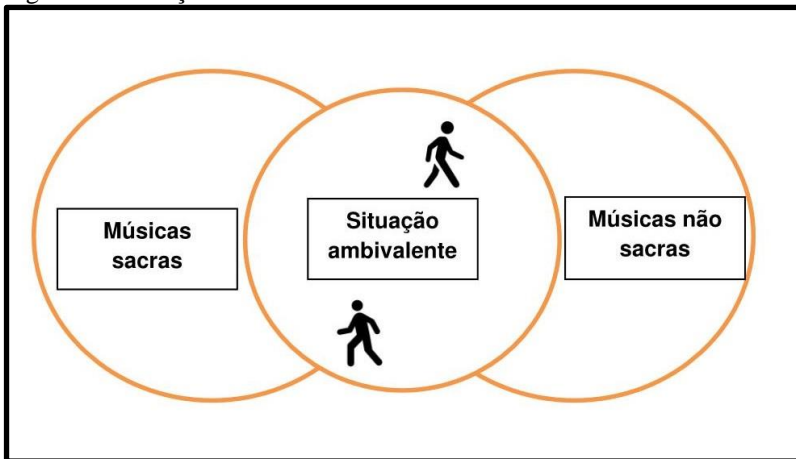 Músicas
sacras
Situação
ambivalente
Músicas não
sacras